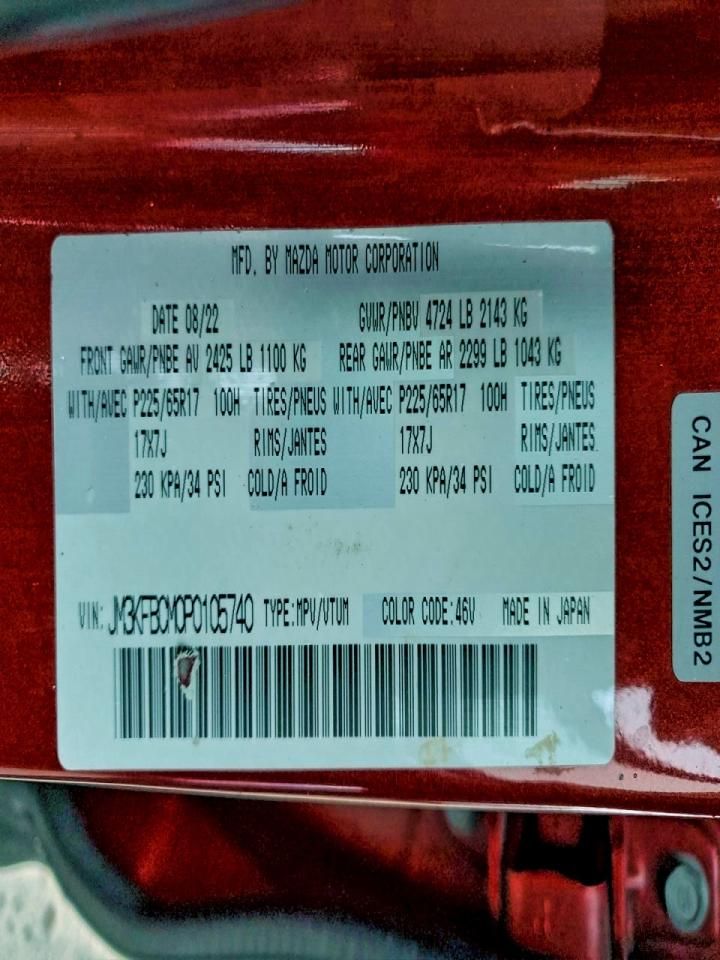 MFD. BY MAZDA MOTOR CORPORATION
DATE 08/22 GVWR/PNBV 4724 LB 2143 KG
FRONT GAWR/PNBE AV 2425 LB 1100 KG REAR GAWR/PNBE AR 2299 LB 1043 KG
WITH/AVEC P225/65R17 100H TIRES/PNEUS WITH/AVEC P225/65R17 100H TIRES/PNEUS
17X7J RIMS/JANTES 17X7J RIMS/JANTES
230 KPA/34 PSI COLD/A FROID 230 KPA/34 PSI COLD/A FROID
VIN: JM3KFBCM0P0105740 TYPE:MPV/VTUM COLOR CODE:46V MADE IN JAPAN
CAN ICES2/NMB2